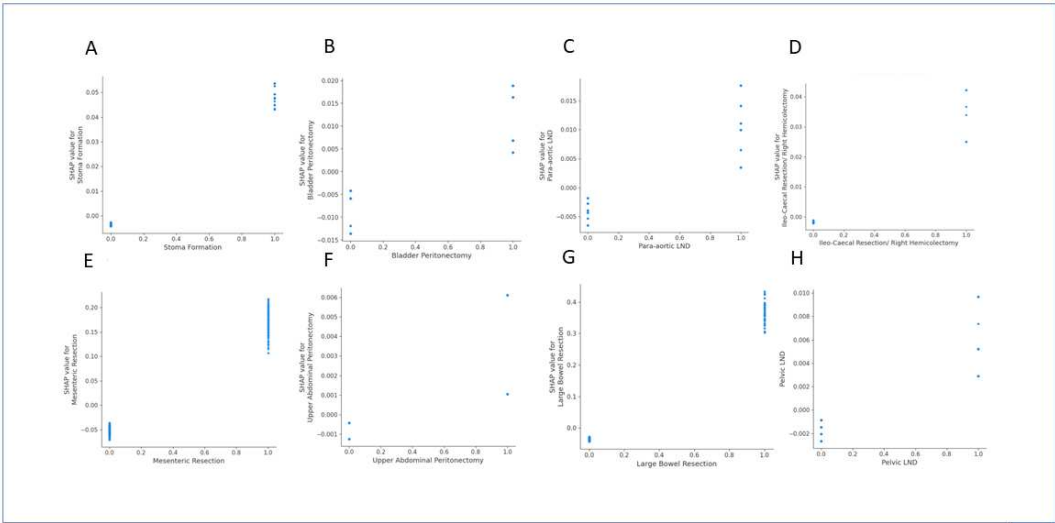 A
B
C
D
0.05
0.04
0.03
0.02
0.01
0.00
SHAP value for
Stoma Formation
0.0 0.2 0.4 0.6 0.8 1.0
Stoma Formation
0.020
0.015
0.010
0.005
0.000
−0.005
−0.010
−0.015
SHAP value for
Bladder Peritonectomy
0.0 0.2 0.4 0.6 0.8 1.0
Bladder Peritonectomy
0.015
0.010
0.005
0.000
−0.005
SHAP value for
Para-aortic LND
0.0 0.2 0.4 0.6 0.8 1.0
Para-aortic LND
0.04
0.03
0.02
0.01
0.00
SHAP value for
Ileo-Caecal Resection/ Right Hemicolectomy
0.0 0.2 0.4 0.6 0.8 1.0
Ileo-Caecal Resection/ Right Hemicolectomy
E
F
G
H
0.20
0.15
0.10
0.05
0.00
−0.05
SHAP value for
Mesenteric Resection
0.0 0.2 0.4 0.6 0.8 1.0
Mesenteric Resection
0.006
0.005
0.004
0.003
0.002
0.001
0.000
−0.001
SHAP value for
Upper Abdominal Peritonectomy
0.0 0.2 0.4 0.6 0.8 1.0
Upper Abdominal Peritonectomy
0.4
0.3
0.2
0.1
0.0
SHAP value for
Large Bowel Resection
0.0 0.2 0.4 0.6 0.8 1.0
Large Bowel Resection
0.010
0.008
0.006
0.004
0.002
0.000
−0.002
Pelvic LND
0.0 0.2 0.4 0.6 0.8 1.0
Pelvic LND